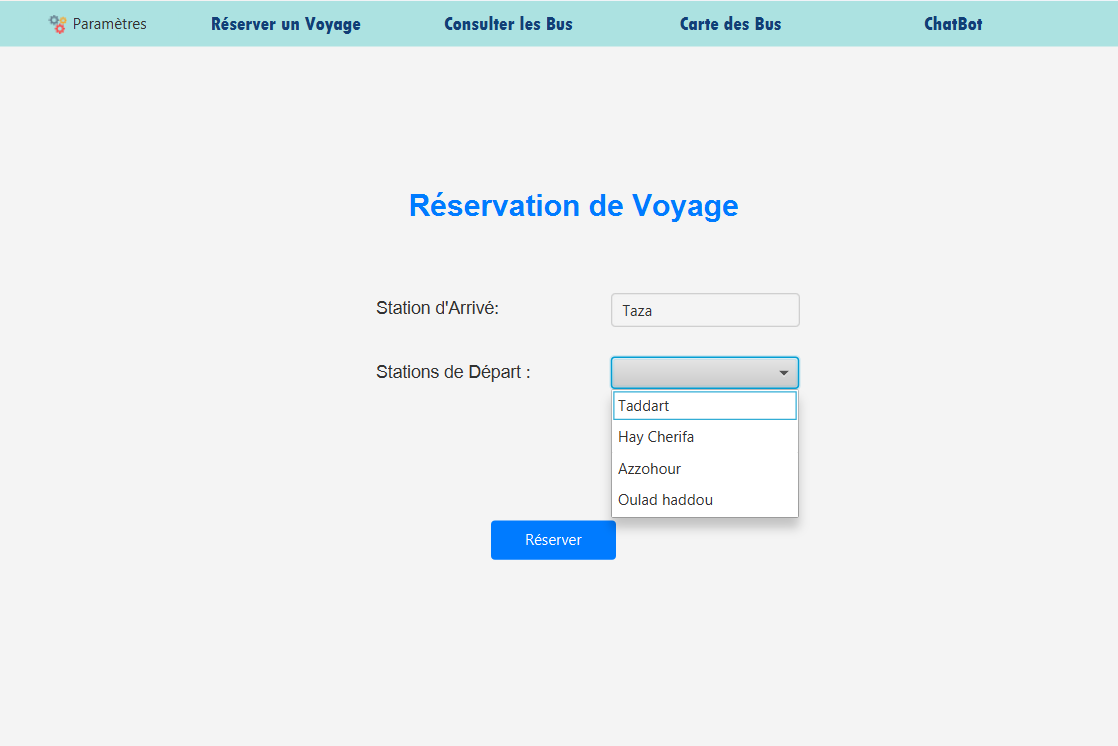 Paramètres Réserver un Voyage Consulter les Bus Carte des Bus ChatBot
Réservation de Voyage
Station d'Arrivé: Taza
Stations de Départ :
Taddart
Hay Cherifa
Azzohour
Oulad haddou
Réserver